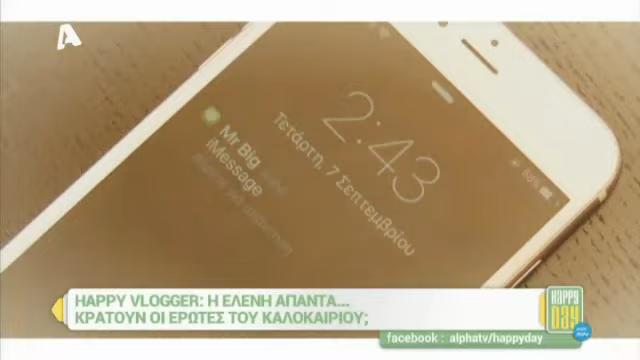 2:43
Τετάρτη, 7 Σεπτεμβρίου
Mr Big
iMessage
HAPPY VLOGGER: Η ΕΛΕΝΗ ΑΠΑΝΤΑ...
ΚΡΑΤΟΥΝ ΟΙ ΕΡΩΤΕΣ ΤΟΥ ΚΑΛΟΚΑΙΡΙΟΥ;
HAPPY
DAY
facebook : alphatv/happyday